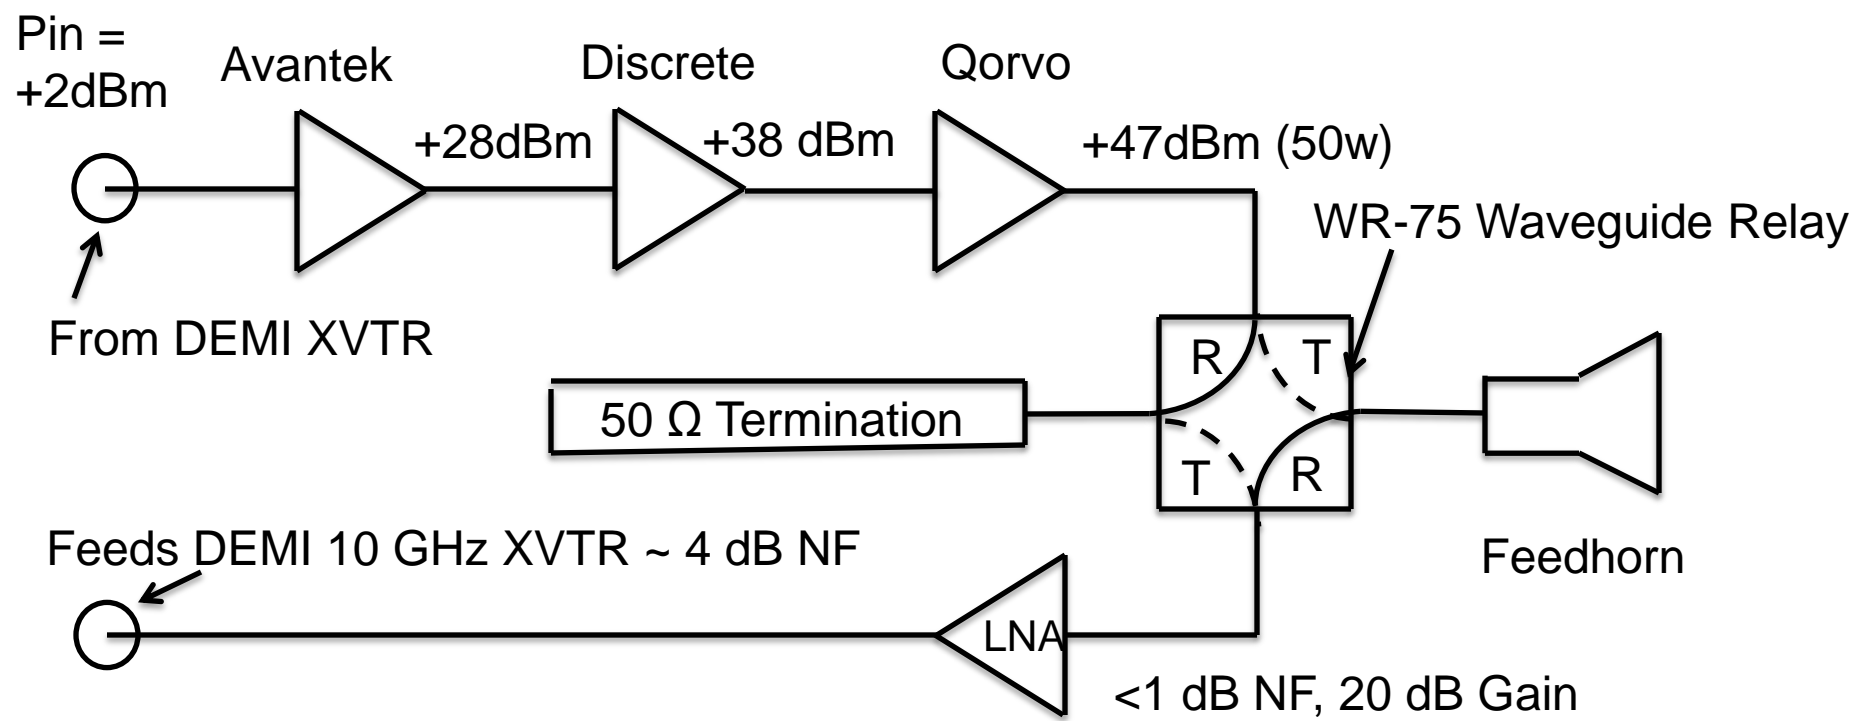 Pin =
+2dBm
Avantek
Discrete
Qorvo
+28dBm
+38 dBm
+47dBm (50w)
WR-75 Waveguide Relay
From DEMI XVTR
R
T
50 Ω Termination
T
R
Feeds DEMI 10 GHz XVTR ~ 4 dB NF
Feedhorn
LNA
<1 dB NF, 20 dB Gain